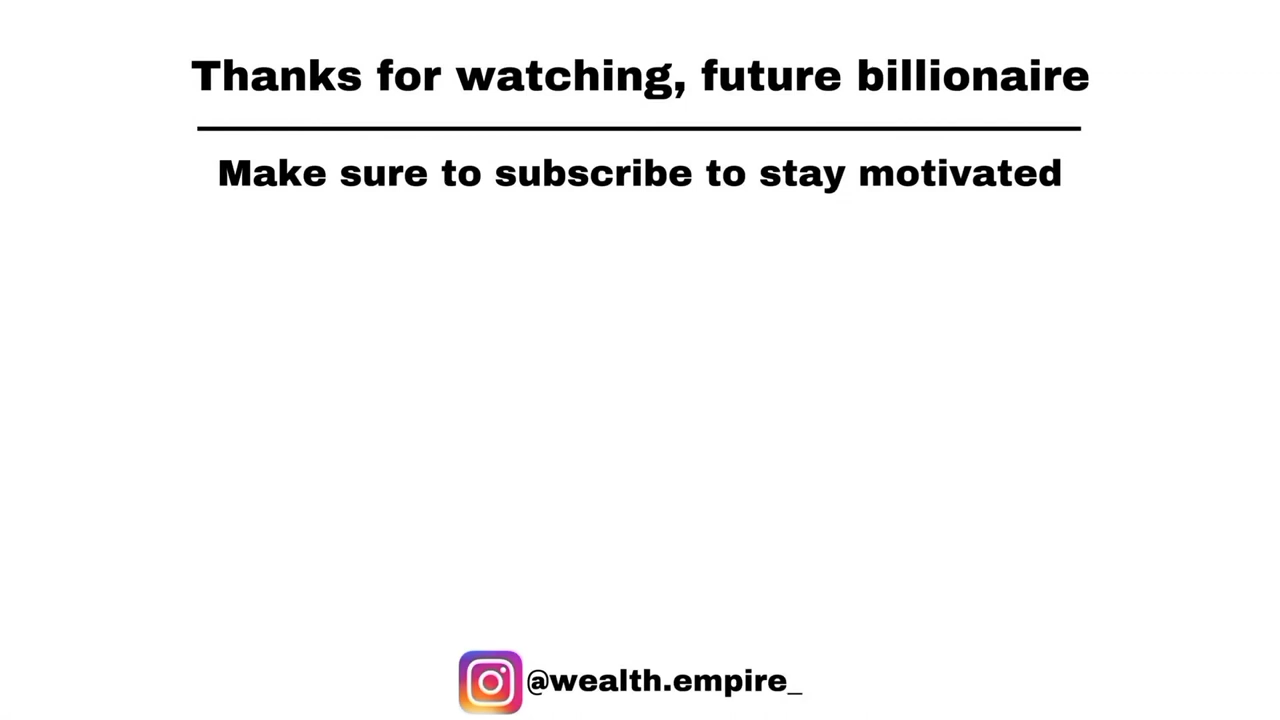 Thanks for watching, future billionaire
Make sure to subscribe to stay motivated
@wealth.empire_